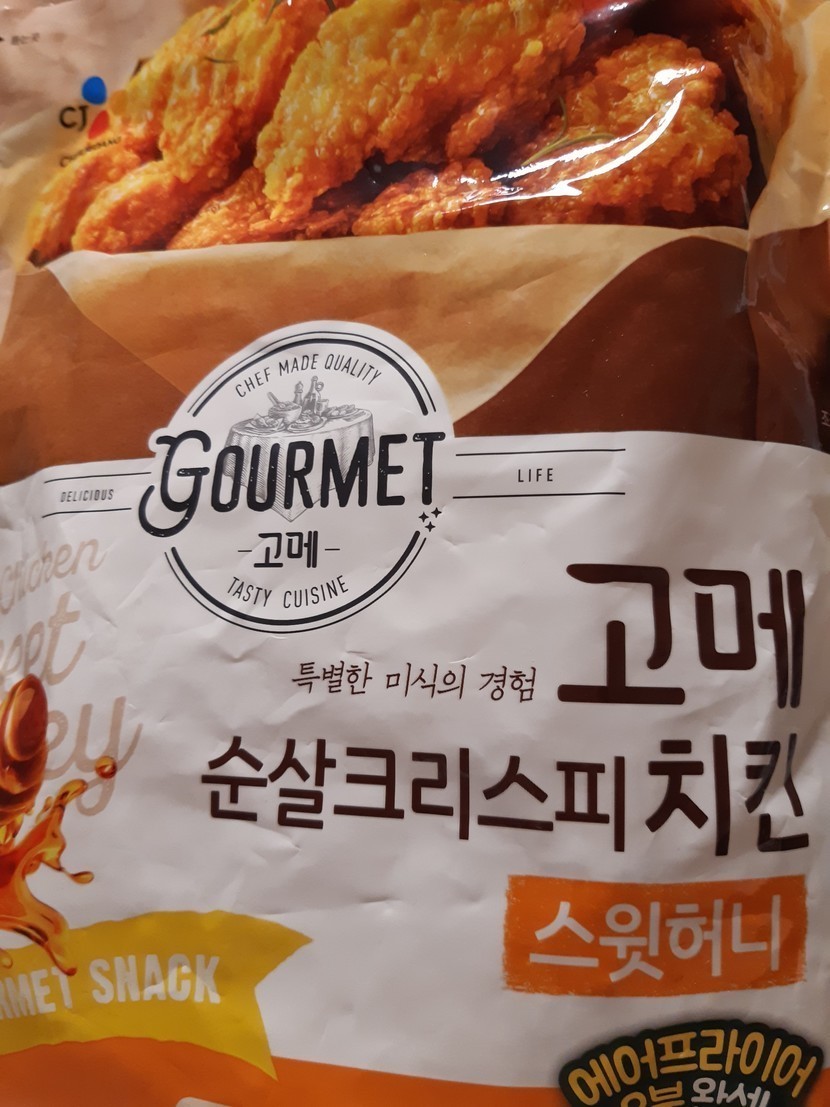 CJ
CHEF MADE QUALITY
GOURMET
DELICIOUS
LIFE
-고메-
TASTY CUISINE
고메
특별한 미식의 경험
순살크리스피치킨
스윗허니
SNACK
에어프라이어